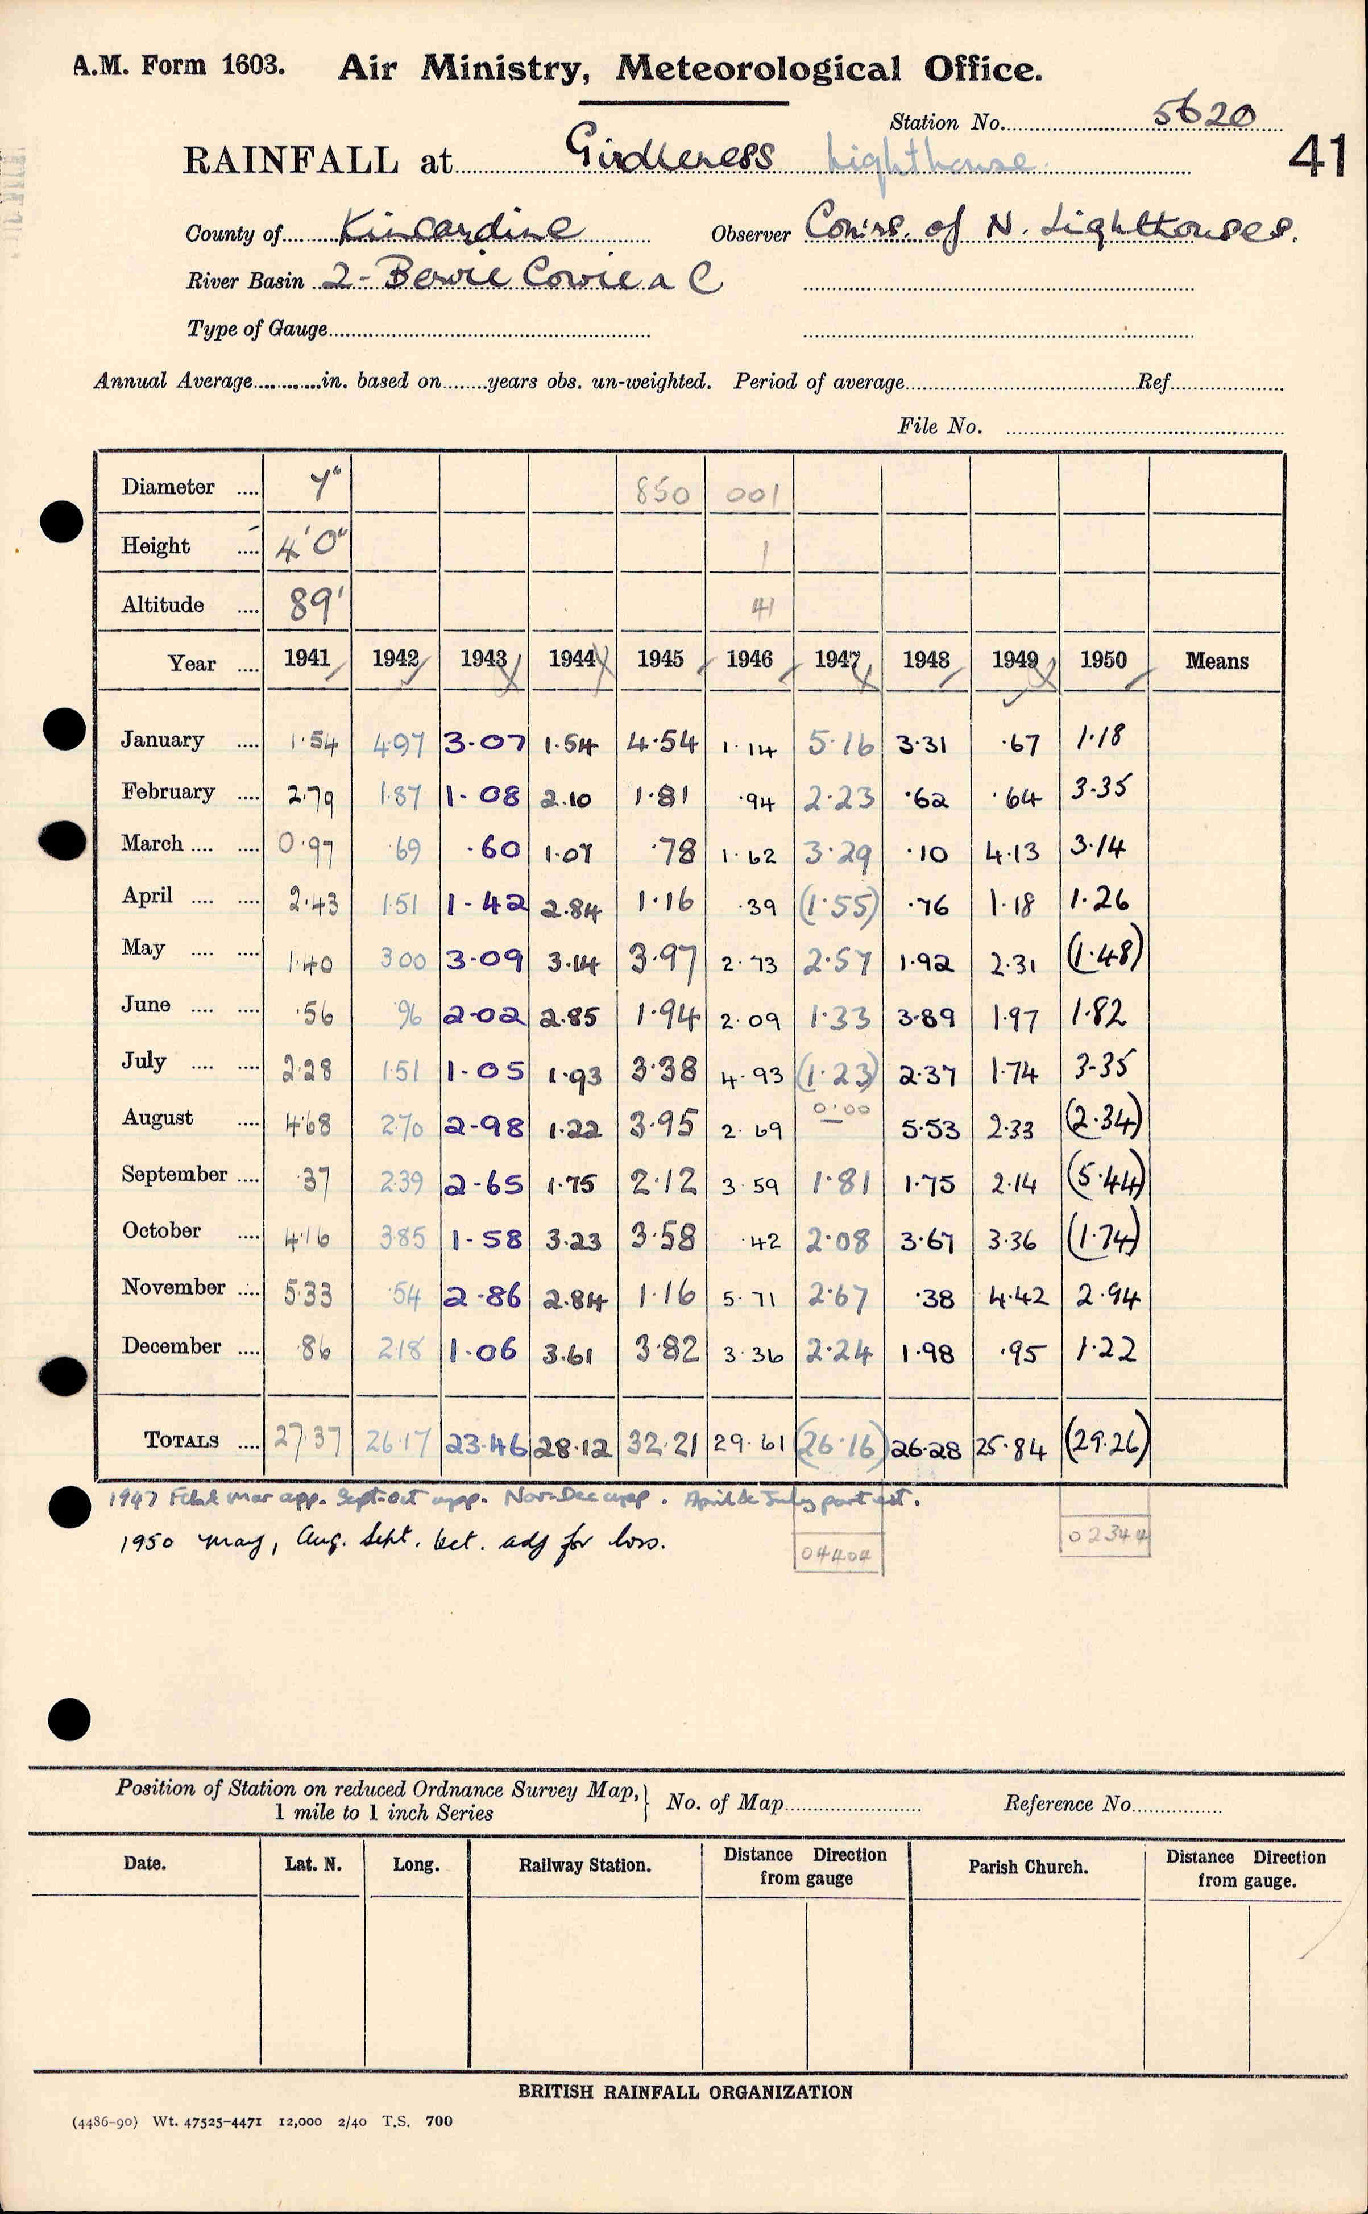 A.M. Form 1603. Air Ministry, Meteorological Office.
Station No. 5620
RAINFALL at Girdleness Lighthouse. 41
County of Kincardine Observer Comrs. of N. Lighthouses.
River Basin 2- Bervie Cowie a C
Type of Gauge
Annual Average in. based on years obs. un-weighted. Period of average Ref.
File No.
Diameter 7" 850 001
Height 4'0" 1
Altitude 89' 41
Year 1941 1942 1943 1944 1945 1946 1947 1948 1949 1950 Means
January 1.54 4.97 3.07 1.54 4.54 1.14 5.16 3.31 .67 1.18
February 2.79 1.87 1.08 2.10 1.81 .94 2.23 .62 .64 3.35
March 0.97 .69 .60 1.07 .78 1.62 3.29 .10 4.13 3.14
April 2.43 1.51 1.42 2.84 1.16 .39 (1.55) .76 1.18 1.26
May 1.40 3.00 3.09 3.14 3.97 2.73 2.57 1.92 2.31 (1.48)
June .56 .96 2.02 2.85 1.94 2.09 1.33 3.89 1.97 1.82
July 2.28 1.51 1.05 1.93 3.38 4.93 (1.23) 2.37 1.74 3.35
August 4.68 2.70 2.98 1.22 3.95 2.69 0.00 5.53 2.33 (2.34)
September .37 2.39 2.65 1.75 2.12 3.59 1.81 1.75 2.14 (5.44)
October 4.16 3.85 1.58 3.23 3.58 .42 2.08 3.67 3.36 (1.74)
November 5.33 .54 2.86 2.84 1.16 5.71 2.67 .38 4.42 2.94
December .86 2.18 1.06 3.61 3.82 3.36 2.24 1.98 .95 1.22
TOTALS 27.37 26.17 23.46 28.12 32.21 29.61 (26.16) 26.28 25.84 (29.26)
1947 Feb & Mar app. Sept-Oct app. Nov-Dec app. April & July part est.
1950 May, Aug. Sept. Oct. adj for loss.
04404 02344
Position of Station on reduced Ordnance Survey Map, 1 mile to 1 inch Series No. of Map Reference No.
Date. Lat. N. Long. Railway Station. Distance Direction from gauge Parish Church. Distance Direction from gauge.
BRITISH RAINFALL ORGANIZATION
(4486-90) Wt. 47525-4471 12,000 2/40 T.S. 700